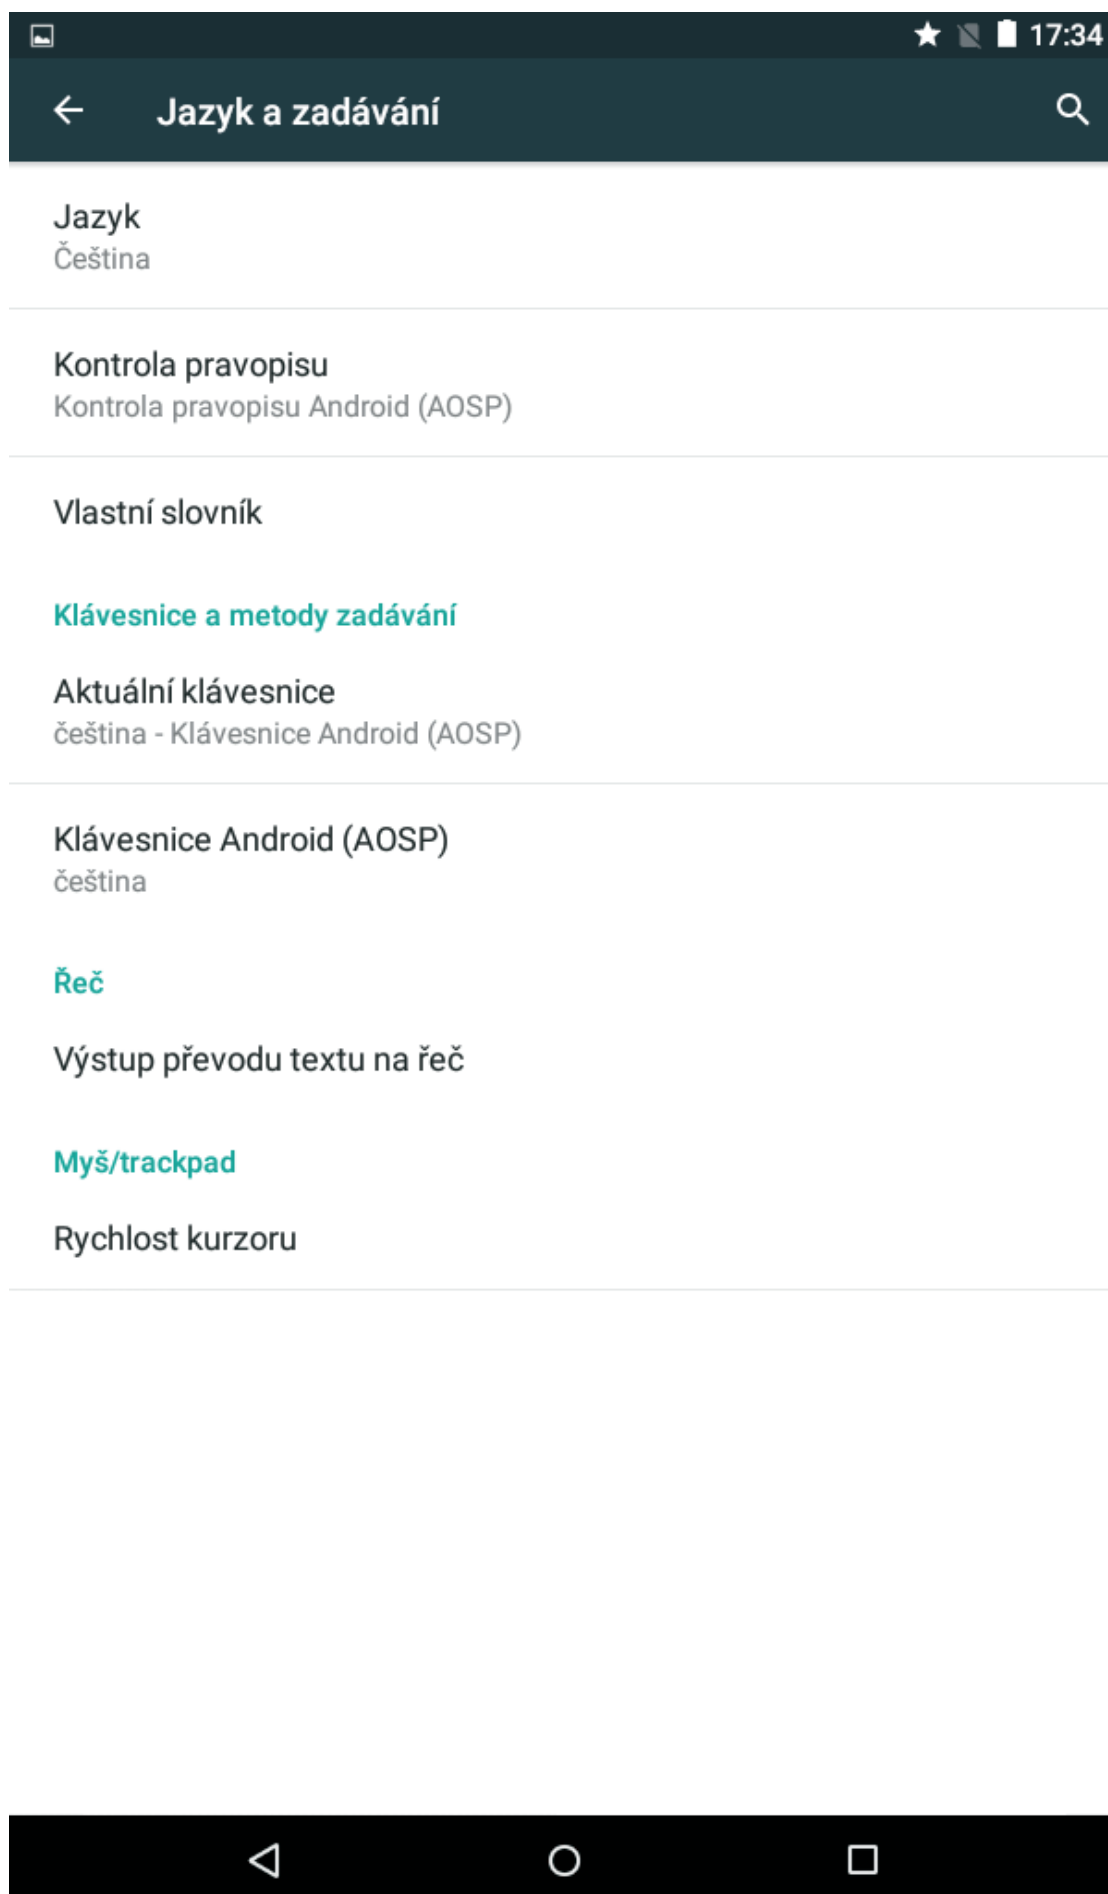 17:34
Jazyk a zadávání
Jazyk
Čeština
Kontrola pravopisu
Kontrola pravopisu Android (AOSP)
Vlastní slovník
Klávesnice a metody zadávání
Aktuální klávesnice
čeština - Klávesnice Android (AOSP)
Klávesnice Android (AOSP)
čeština
Řeč
Výstup převodu textu na řeč
Myš/trackpad
Rychlost kurzoru